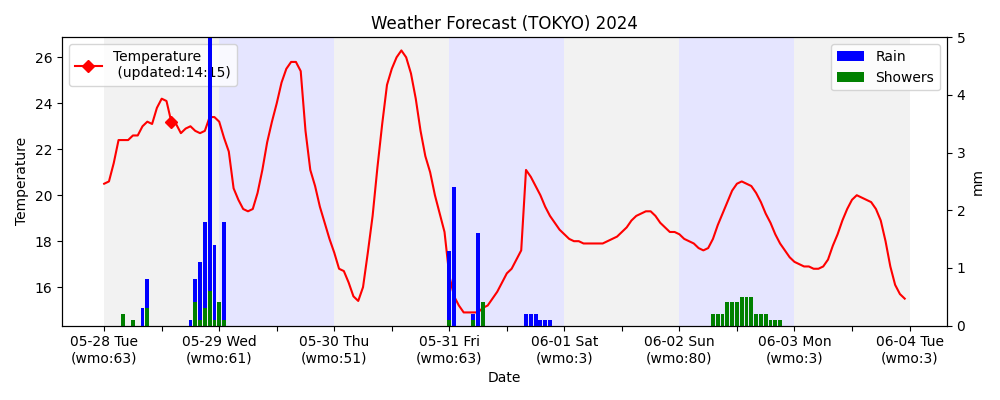 Weather Forecast (TOKYO) 2024
Temperature
(updated:14:15)
Rain
Showers
Temperature
26
24
22
20
18
16
5
4
3
2
1
0
mm
05-28 Tue
(wmo:63)
05-29 Wed
(wmo:61)
05-30 Thu
(wmo:51)
05-31 Fri
(wmo:63)
06-01 Sat
(wmo:3)
06-02 Sun
(wmo:80)
06-03 Mon
(wmo:3)
06-04 Tue
(wmo:3)
Date